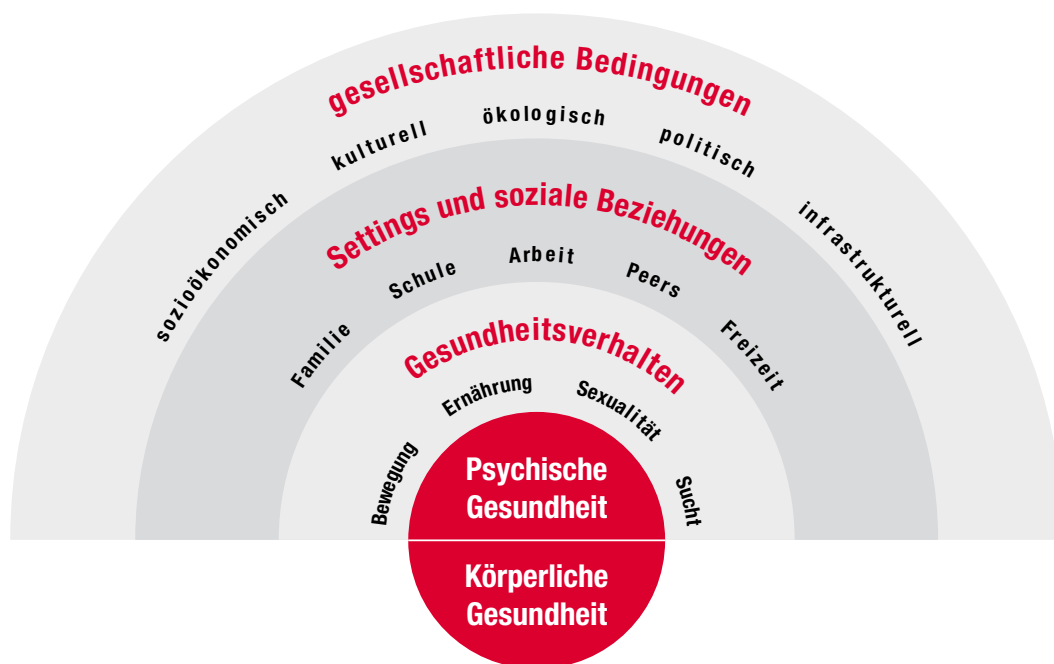 gesellschaftliche Bedingungen
sozioökonomisch
kulturell
ökologisch
politisch
infrastrukturell
Settings und soziale Beziehungen
Familie
Schule
Arbeit
Peers
Freizeit
Gesundheitsverhalten
Bewegung
Ernährung
Sexualität
Sucht
Psychische
Gesundheit
Körperliche
Gesundheit